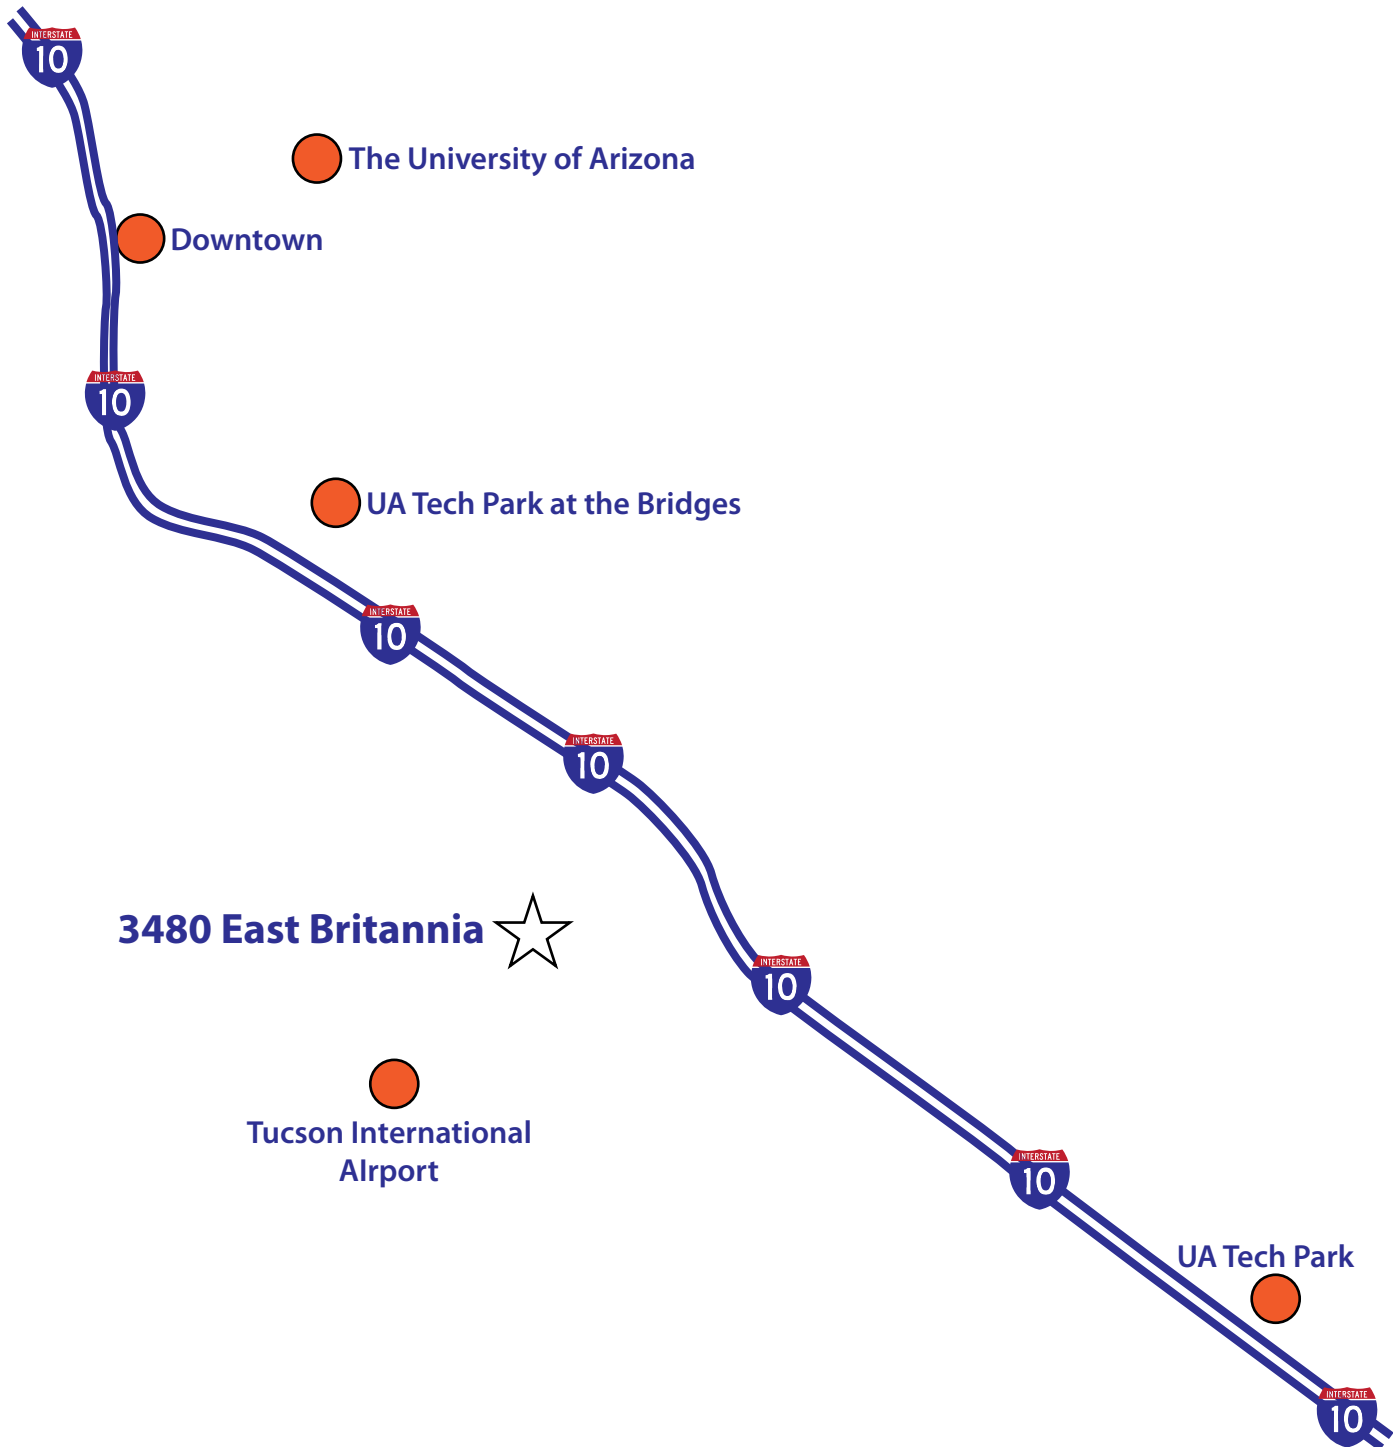 INTERSTATE
10
The University of Arizona
Downtown
INTERSTATE
10
UA Tech Park at the Bridges
INTERSTATE
10
INTERSTATE
10
3480 East Britannia
INTERSTATE
10
Tucson International
AIrport
INTERSTATE
10
UA Tech Park
INTERSTATE
10